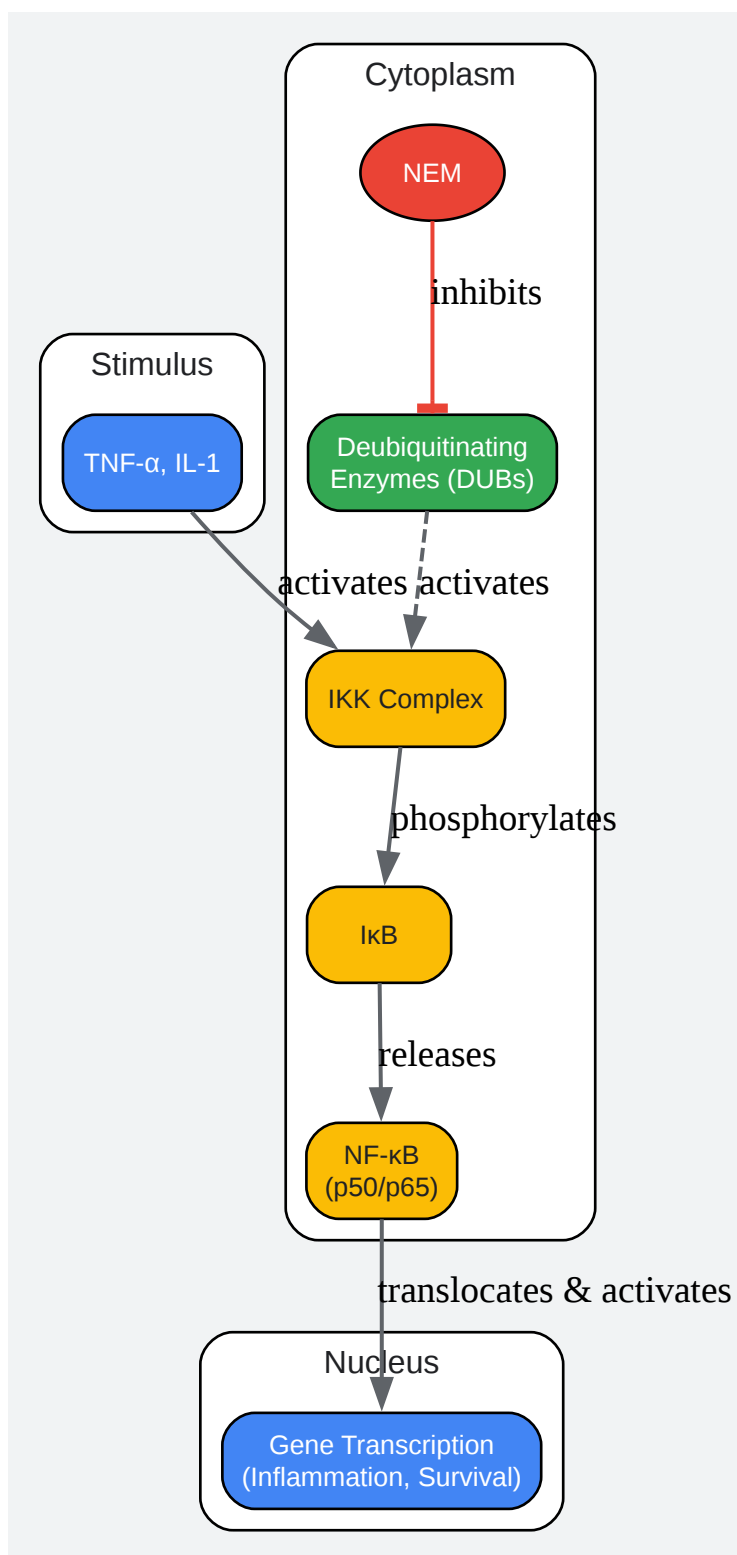 Cytoplasm
NEM
inhibits
Stimulus
TNF-α, IL-1
Deubiquitinating
Enzymes (DUBs)
activates
activates
IKK Complex
phosphorylates
IκB
releases
NF-κB
(p50/p65)
translocates & activates
Nucleus
Gene Transcription
(Inflammation, Survival)